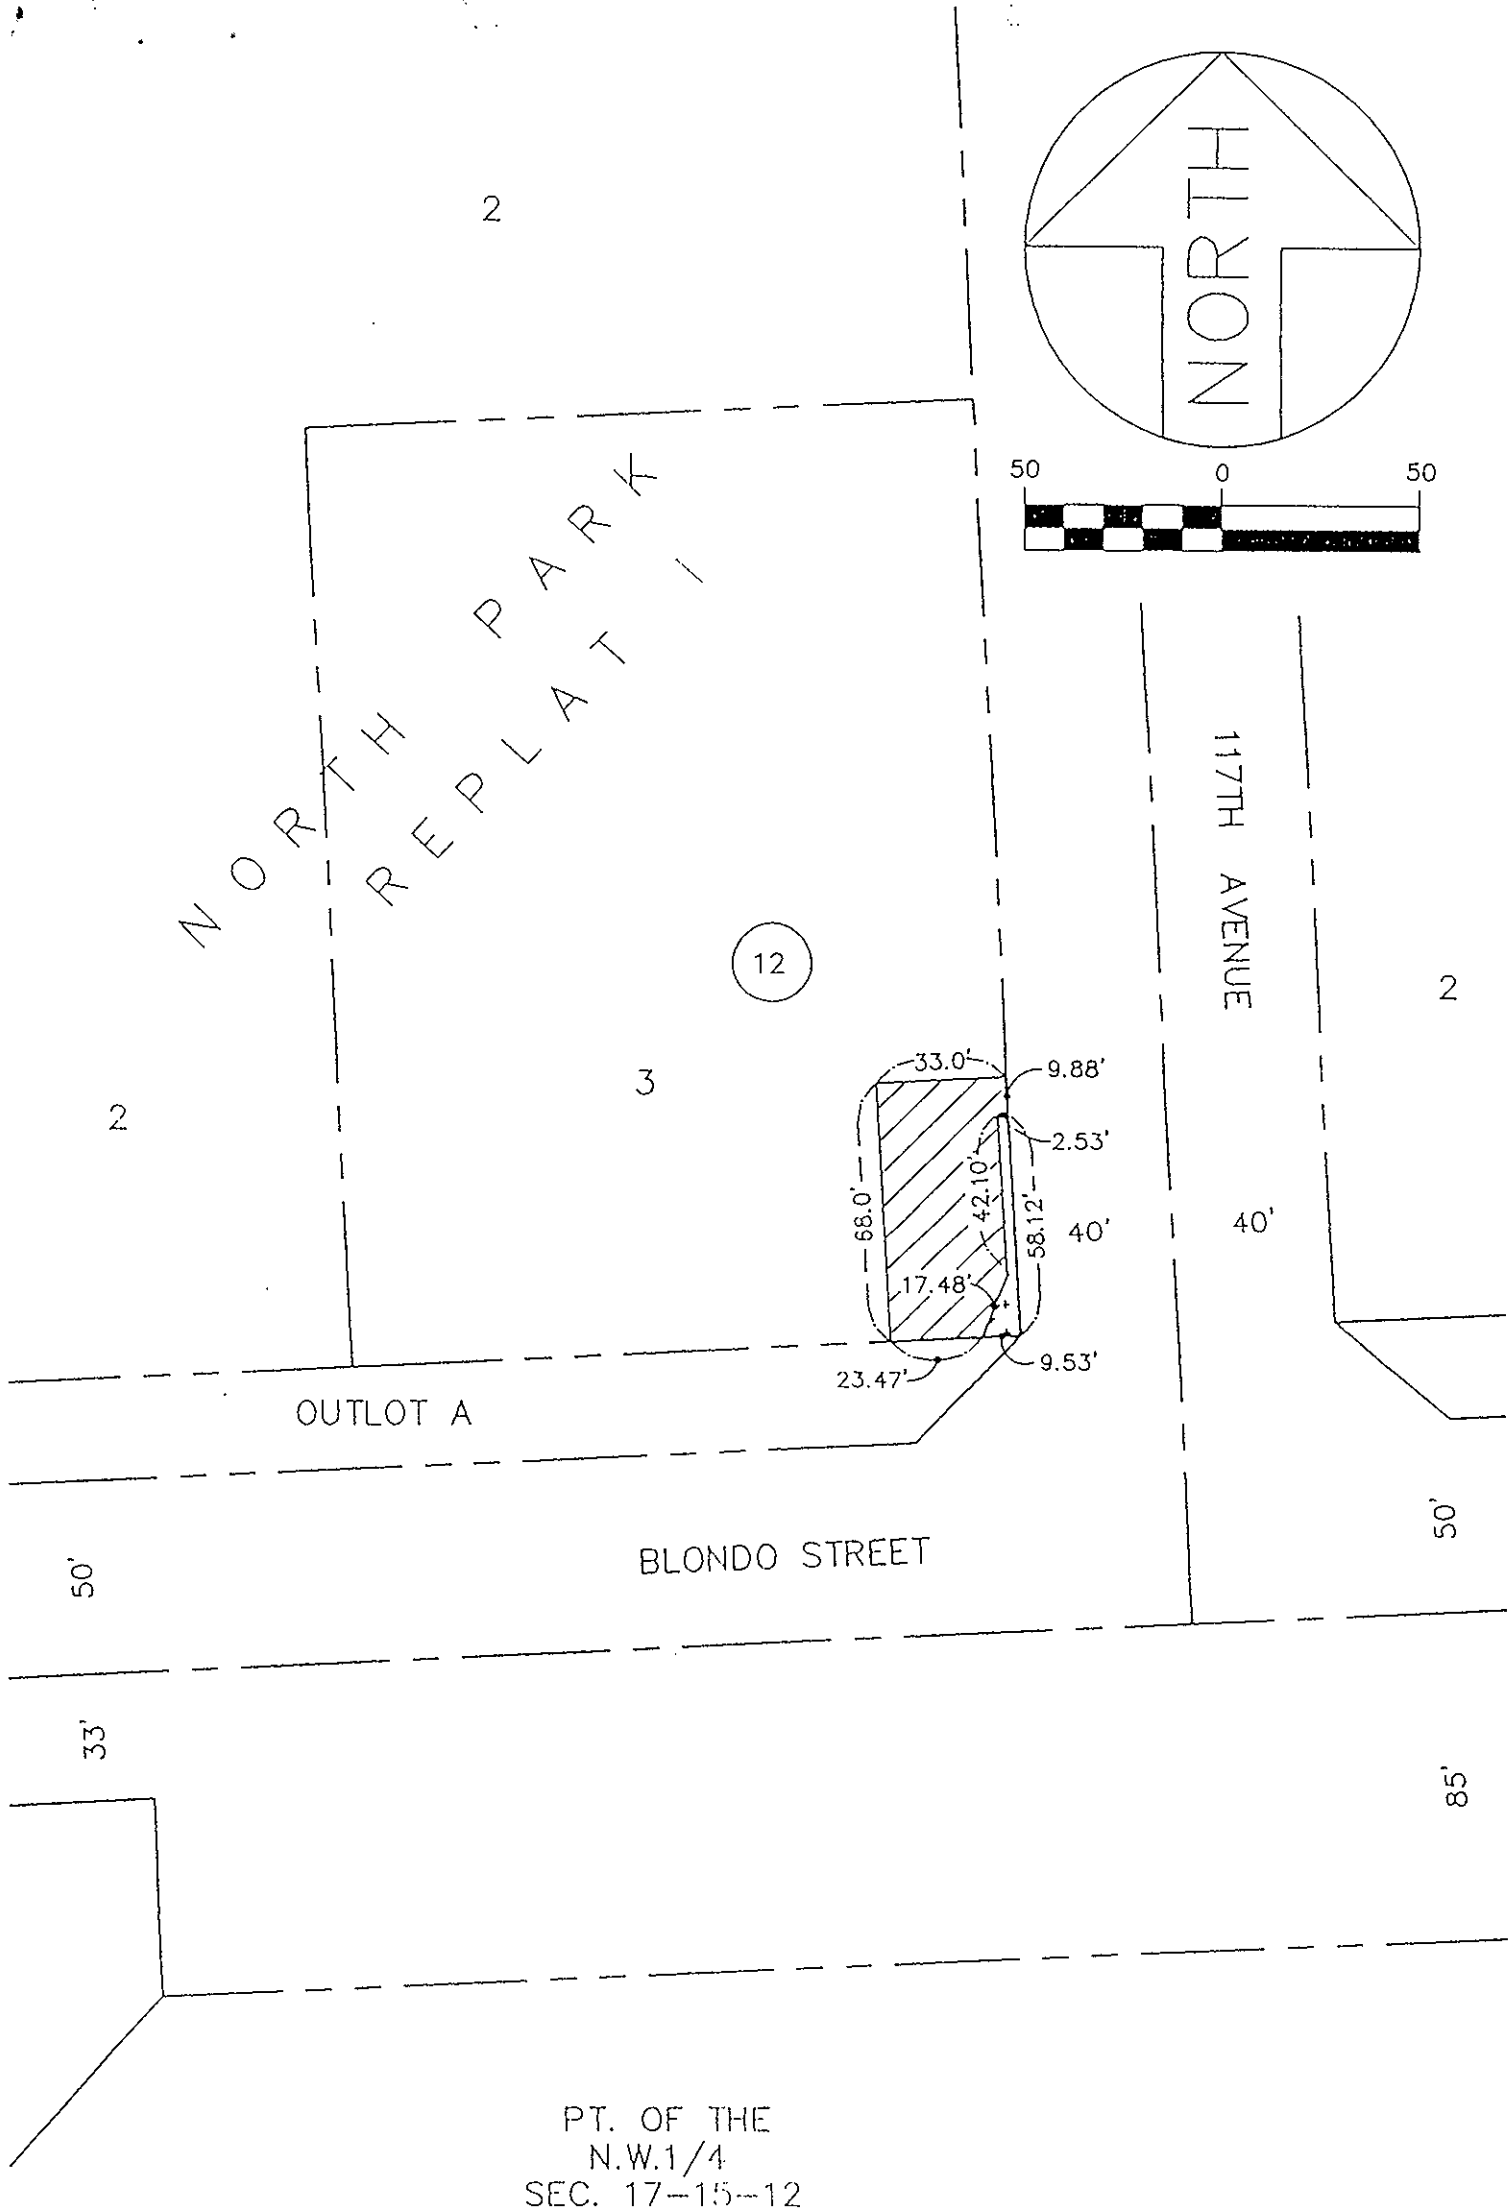 2
NORTH
50 0 50
NORTH PARK
REPLAT 1
117TH AVENUE
12
2
3
2
33.0'
9.88'
2.53'
68.0'
42.10'
58.12'
40'
40'
17.48'
9.53'
23.47'
OUTLOT A
BLONDO STREET
50'
50'
33'
85'
PT. OF THE
N.W.1/4
SEC. 17-15-12